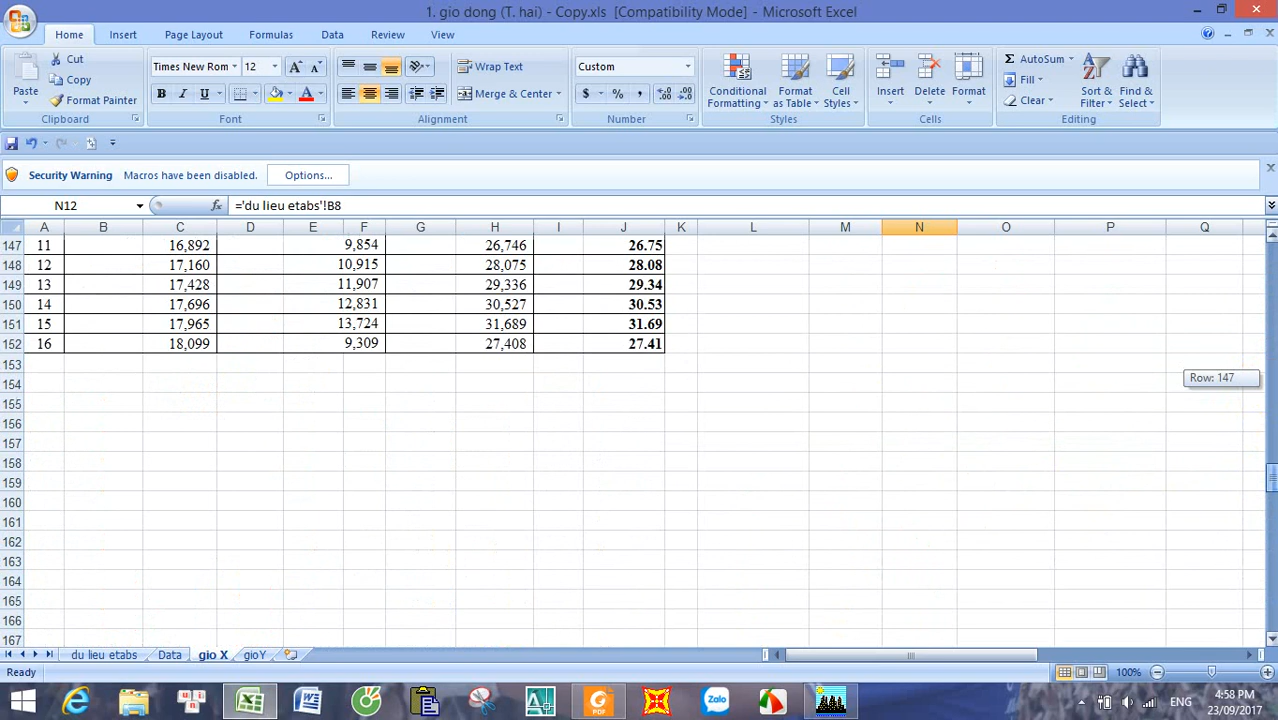 1. gio dong (T. hai) - Copy.xls [Compatibility Mode] - Microsoft Excel
Home Insert Page Layout Formulas Data Review View
Paste Cut Copy Format Painter Clipboard
Times New Rom 12 B I U A Font
Wrap Text Merge & Center Alignment
Custom $ % , Number
Conditional Formatting Format as Table Cell Styles Styles
Insert Delete Format Cells
Σ AutoSum Fill Clear Sort & Filter Find & Select Editing
Security Warning Macros have been disabled. Options...
N12 fx ='du lieu etabs'!B8
A B C D E F G H I J K L M N O P Q
147 11 16,892 9,854 26,746 26.75
148 12 17,160 10,915 28,075 28.08
149 13 17,428 11,907 29,336 29.34
150 14 17,696 12,831 30,527 30.53
151 15 17,965 13,724 31,689 31.69
152 16 18,099 9,309 27,408 27.41
153
154 Row: 147
155
156
157
158
159
160
161
162
163
164
165
166
167
du lieu etabs Data gio X gioY
Ready 100%
PDF Zalo ENG 4:58 PM
23/09/2017